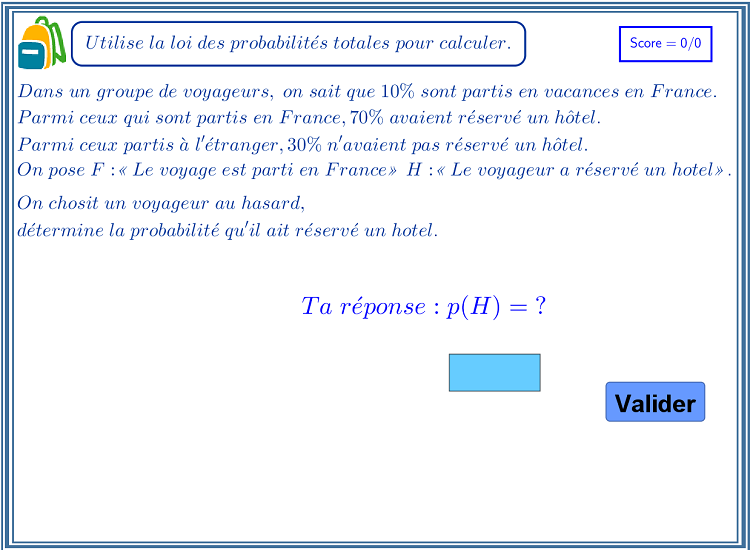 Utilise la loi des probabilités totales pour calculer.
Score = 0/0
Dans un groupe de voyageurs, on sait que 10% sont partis en vacances en France.
Parmi ceux qui sont partis en France, 70% avaient réservé un hôtel.
Parmi ceux partis à l'étranger, 30% n'avaient pas réservé un hôtel.
On pose F : « Le voyage est parti en France» H : « Le voyageur a réservé un hotel» .
On chosit un voyageur au hasard,
détermine la probabilité qu'il ait réservé un hotel.
Ta réponse : p(H) = ?
Valider